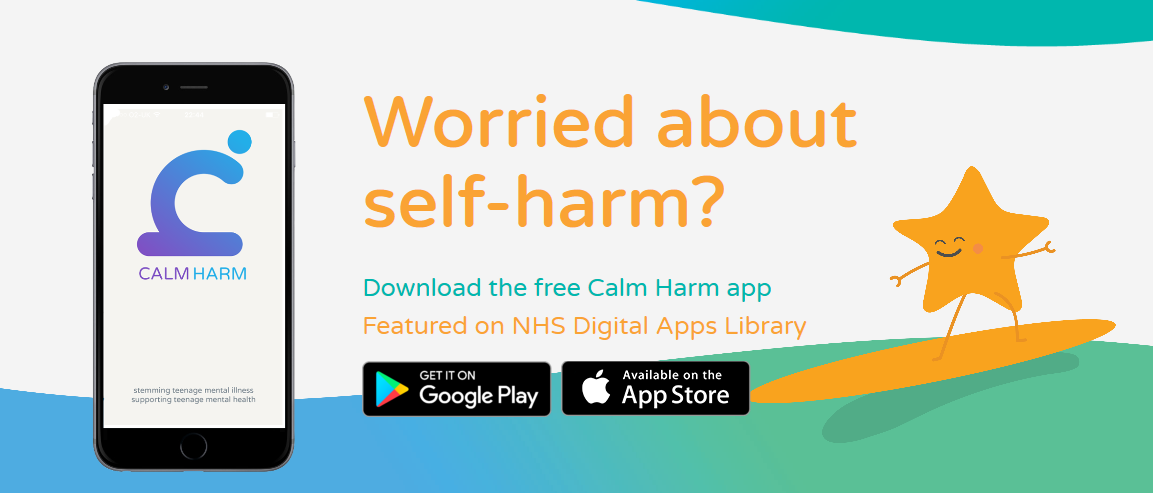 CALM HARM
stemming teenage mental illness
supporting teenage mental health
Worried about
self-harm?
Download the free Calm Harm app
Featured on NHS Digital Apps Library
GET IT ON
Google Play
Available on the
App Store